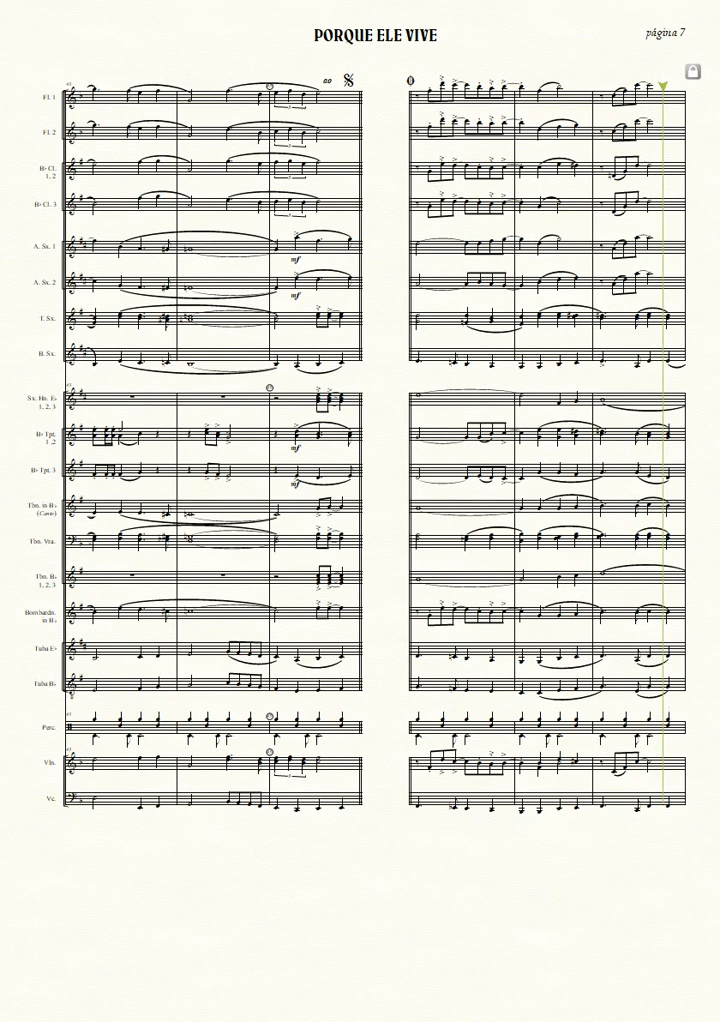 PORQUE ELE VIVE
página 7
ao
Fl. 1
Fl. 2
B♭ Cl.
1, 2
B♭ Cl. 3
A. Sx. 1
mf
A. Sx. 2
mf
T. Sx.
B. Sx.
Sx. Hn. E♭
1, 2, 3
B♭ Tpt.
1 ,2
mf
B♭ Tpt. 3
mf
Tbn. in B♭
(Canto)
Tbn. Vra.
Tbn. B♭
1, 2, 3
Bombardn.
in B♭
Tuba E♭
Tuba B♭
Perc.
Vln.
3
Vc.